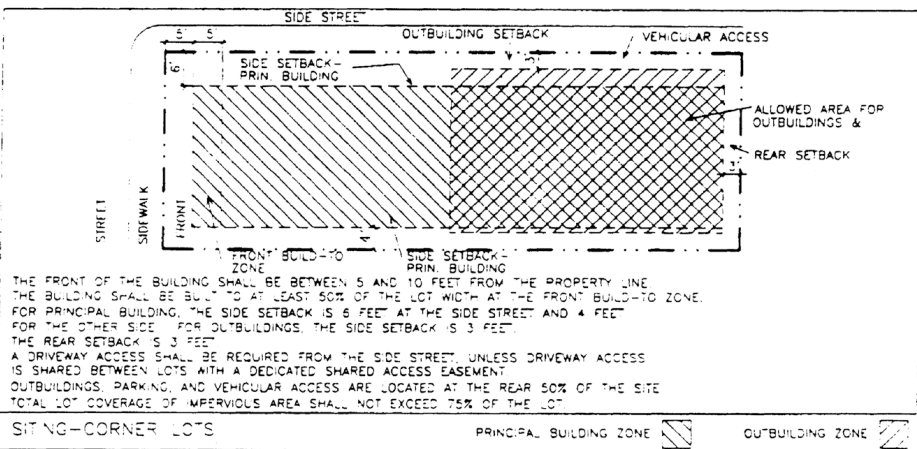 SIDE STREET
OUTBUILDING SETBACK
VEHICULAR ACCESS
5' 5'
6'
SIDE SETBACK-
PRIN. BUILDING
3'
ALLOWED AREA FOR
OUTBUILDINGS &
REAR SETBACK
3'
STREET
SIDEWALK
FRONT
4'
FRONT BUILD-TO
ZONE
SIDE SETBACK-
PRIN. BUILDING
THE FRONT OF THE BUILDING SHALL BE BETWEEN 5 AND 10 FEET FROM THE PROPERTY LINE.
THE BUILDING SHALL BE BUILT TO AT LEAST 50% OF THE LOT WIDTH AT THE FRONT BUILD-TO ZONE.
FOR PRINCIPAL BUILDING, THE SIDE SETBACK IS 6 FEET AT THE SIDE STREET AND 4 FEET
FOR THE OTHER SIDE. FOR OUTBUILDINGS, THE SIDE SETBACK IS 3 FEET.
THE REAR SETBACK IS 3 FEET
A DRIVEWAY ACCESS SHALL BE REQUIRED FROM THE SIDE STREET, UNLESS DRIVEWAY ACCESS
IS SHARED BETWEEN LOTS WITH A DEDICATED SHARED ACCESS EASEMENT
OUTBUILDINGS, PARKING, AND VEHICULAR ACCESS ARE LOCATED AT THE REAR 50% OF THE SITE
TOTAL LOT COVERAGE OF IMPERVIOUS AREA SHALL NOT EXCEED 75% OF THE LOT.
SITING-CORNER LOTS
PRINCIPAL BUILDING ZONE
OUTBUILDING ZONE